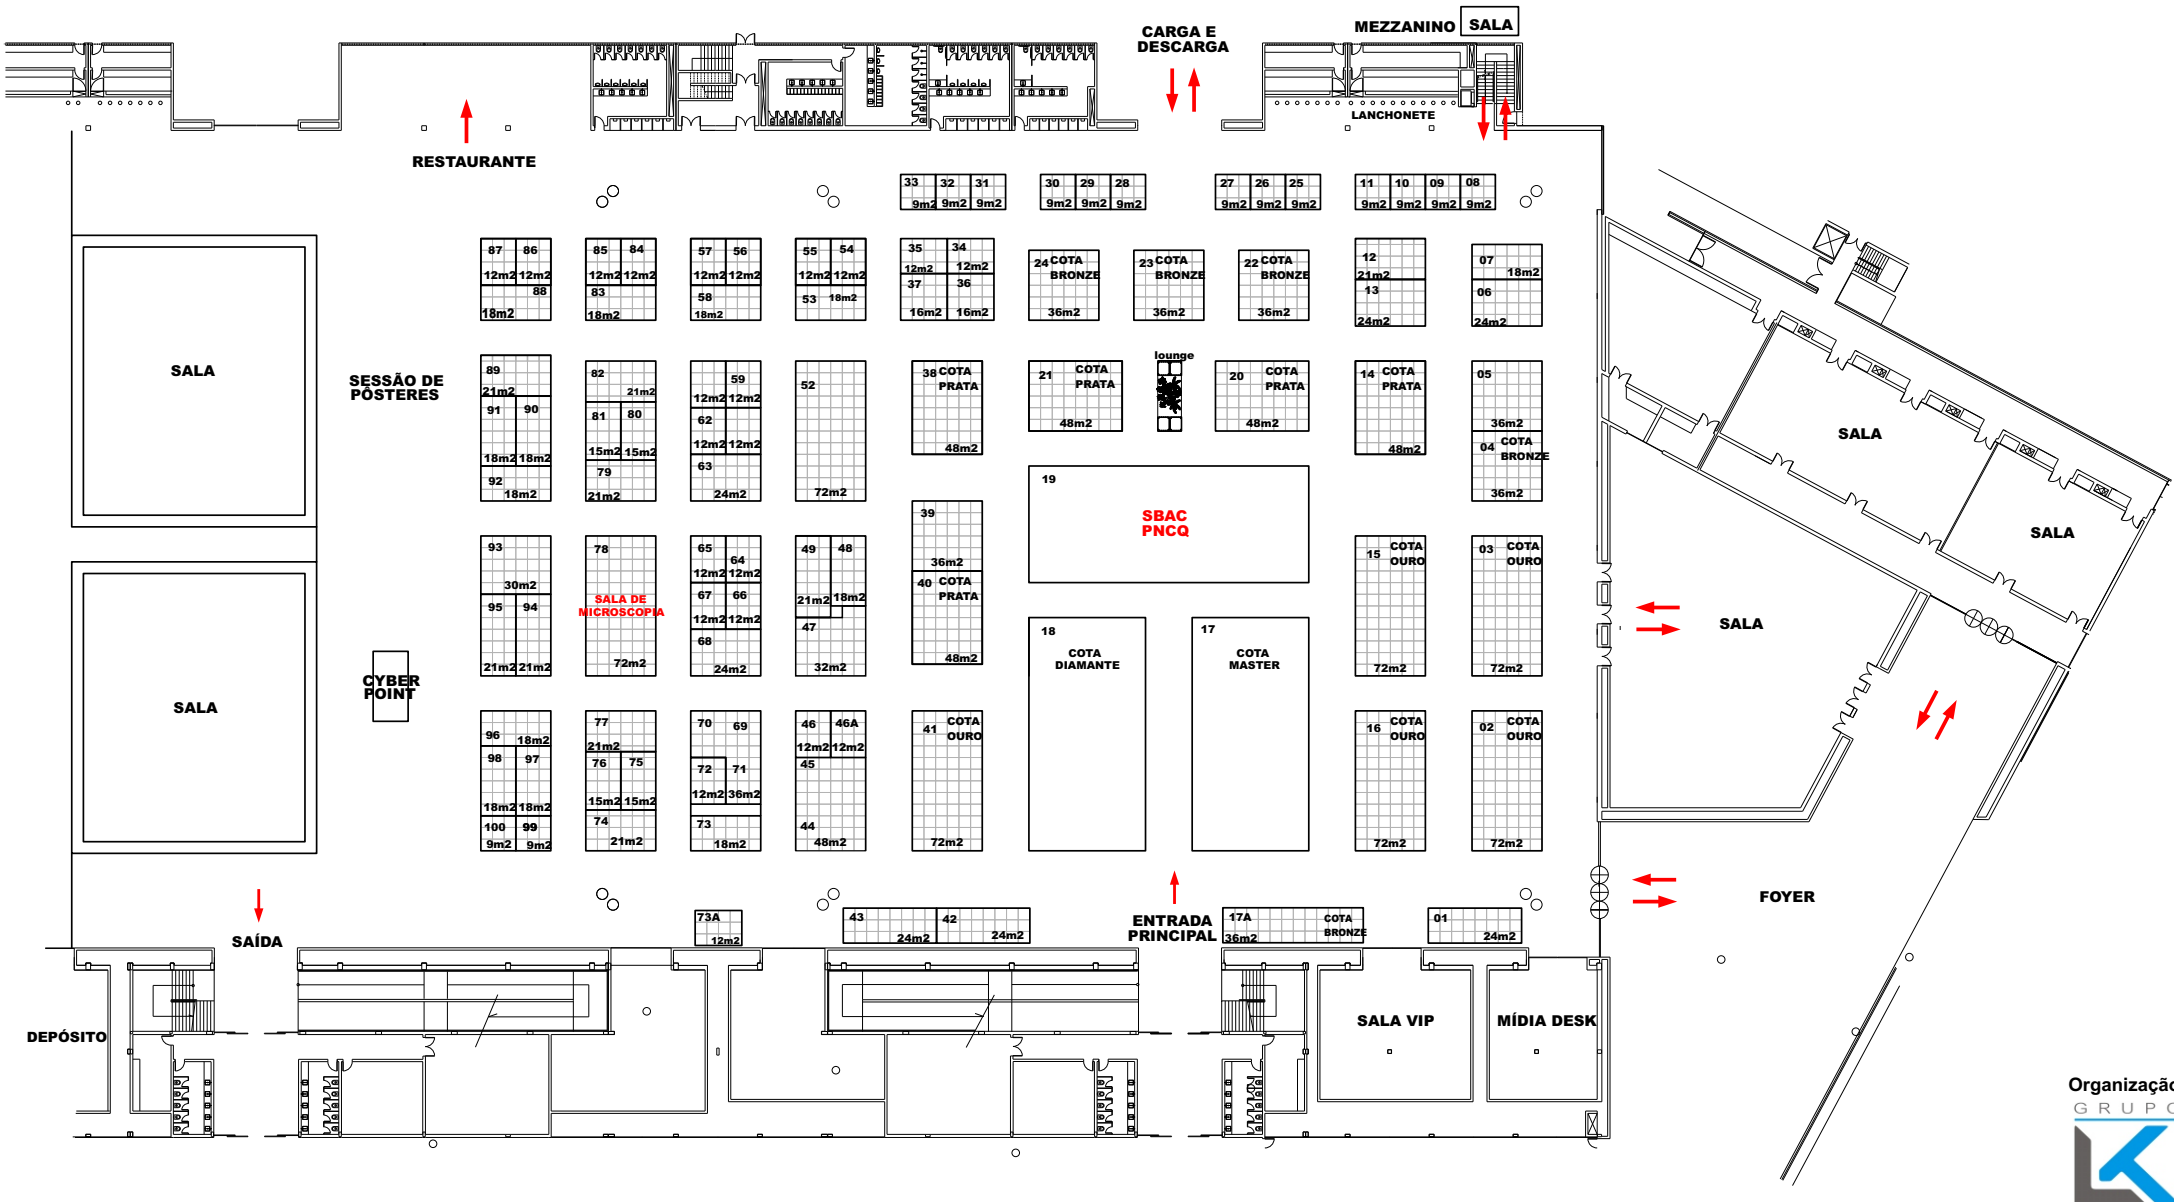 MEZZANINO SALA
CARGA E
DESCARGA
LANCHONETE
RESTAURANTE
33 32 31
9m2 9m2 9m2
30 29 28
9m2 9m2 9m2
27 26 25
9m2 9m2 9m2
11 10 09 08
9m2 9m2 9m2 9m2
87 86
12m2 12m2
88
18m2
85 84
12m2 12m2
83
18m2
57 56
12m2 12m2
58
18m2
55 54
12m2 12m2
53 18m2
35 34
12m2 12m2
37 36
16m2 16m2
24 COTA
BRONZE
36m2
23 COTA
BRONZE
36m2
22 COTA
BRONZE
36m2
12
21m2
13
24m2
07
18m2
06
24m2
SALA
SESSÃO DE
PÔSTERES
89
21m2
91 90
18m2 18m2
92
18m2
82
21m2
81 80
15m2 15m2
79
21m2
59
12m2 12m2
62
12m2 12m2
63
24m2
52
72m2
38 COTA
PRATA
48m2
21 COTA
PRATA
48m2
lounge
20 COTA
PRATA
48m2
14 COTA
PRATA
48m2
05
36m2
04 COTA
BRONZE
36m2
SALA
SALA
19
SBAC
PNCQ
93
30m2
95 94
21m2 21m2
78
SALA DE
MICROSCOPIA
72m2
65 64
12m2 12m2
67 66
12m2 12m2
68
24m2
49 48
21m2 18m2
47
32m2
39
36m2
40 COTA
PRATA
48m2
15 COTA
OURO
72m2
03 COTA
OURO
72m2
SALA
18
COTA
DIAMANTE
17
COTA
MASTER
SALA
CYBER
POINT
96
18m2
98 97
18m2 18m2
100 99
9m2 9m2
77
21m2
76 75
15m2 15m2
74
21m2
70 69
72 71
12m2 36m2
73
18m2
46 46A
12m2 12m2
45
44
48m2
41 COTA
OURO
72m2
16 COTA
OURO
72m2
02 COTA
OURO
72m2
FOYER
SAÍDA
73A
12m2
43 42
24m2 24m2
ENTRADA
PRINCIPAL
17A COTA
BRONZE
36m2
01
24m2
DEPÓSITO
SALA VIP
MÍDIA DESK
Organização
GRUPO